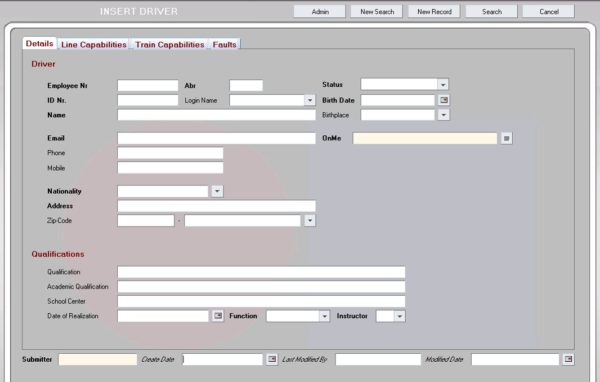 INSERT DRIVER Admin New Search New Record Search Cancel
Details Line Capabilities Train Capabilities Faults
Driver
Employee Nr Abr Status
ID Nr. Login Name Birth Date
Name Birthplace
Email OnMe
Phone
Mobile
Nationality
Address
Zip-Code -
Qualifications
Qualification
Academic Qualification
School Center
Date of Realization Function Instructor
Submitter Create Date Last Modified By Modified Date